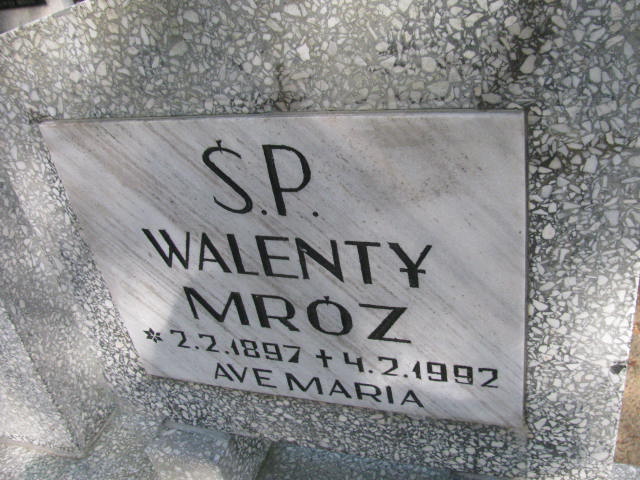 Ś.P.
WALENTY
MRÓZ
* 2.2.1897 + 4.2.1992
AVE MARIA